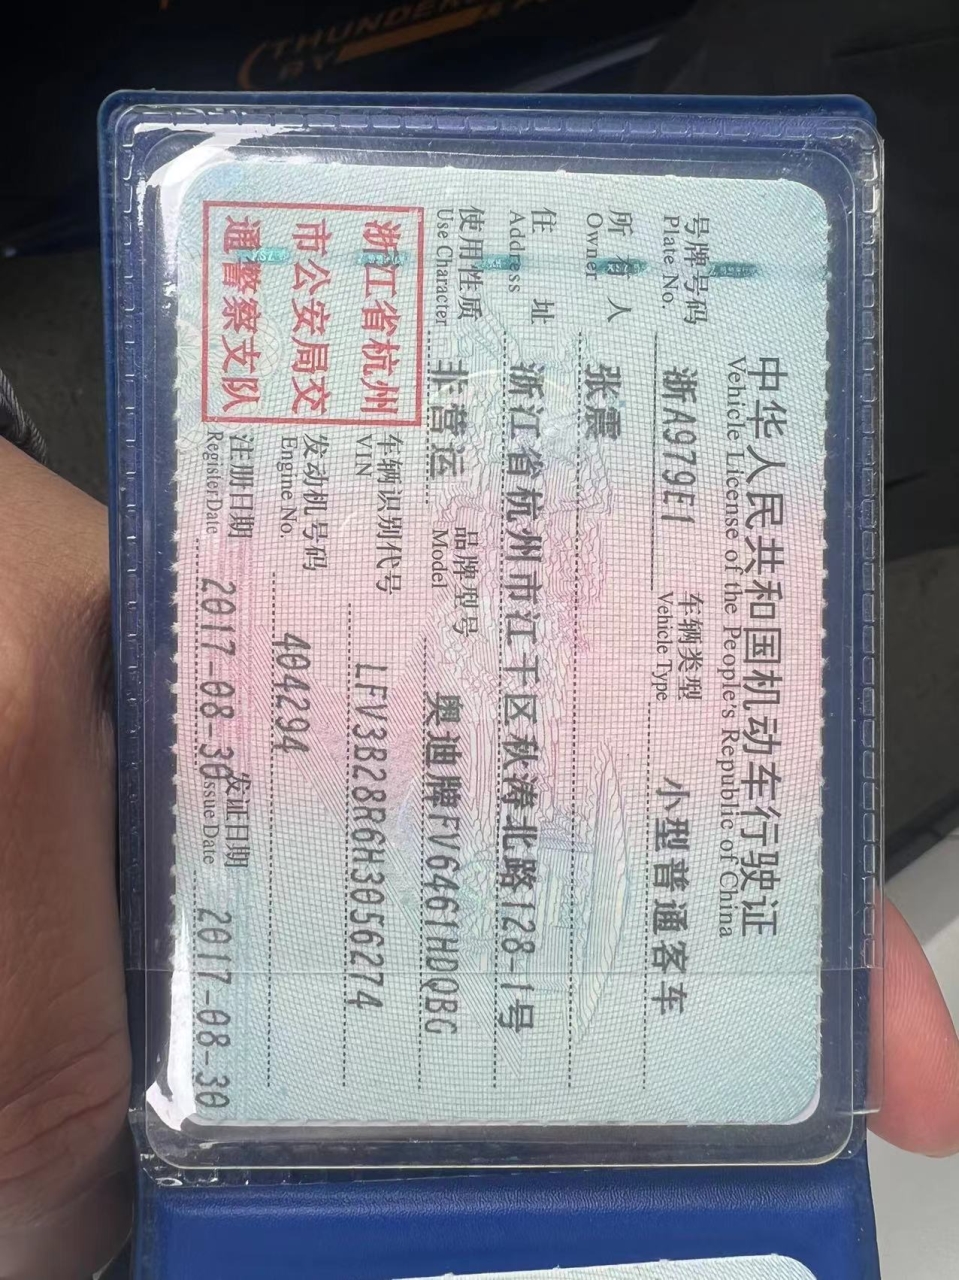 THUNDER
RV
中华人民共和国机动车行驶证
Vehicle License of the People's Republic of China
号牌号码 浙A979E1 车辆类型 小型普通客车
Plate No. Vehicle Type
所有人 张震
Owner
住址 浙江省杭州市江干区秋涛北路128-1号
Address
使用性质 非营运 品牌型号 奥迪牌FV6461HDQBG
Use Character Model
浙江省杭州
市公安局交
通警察支队
车辆识别代号 LFV3B28R6H3056274
VIN
发动机号码 404294
Engine No.
注册日期 2017-08-30 发证日期 2017-08-30
Register Date Issue Date